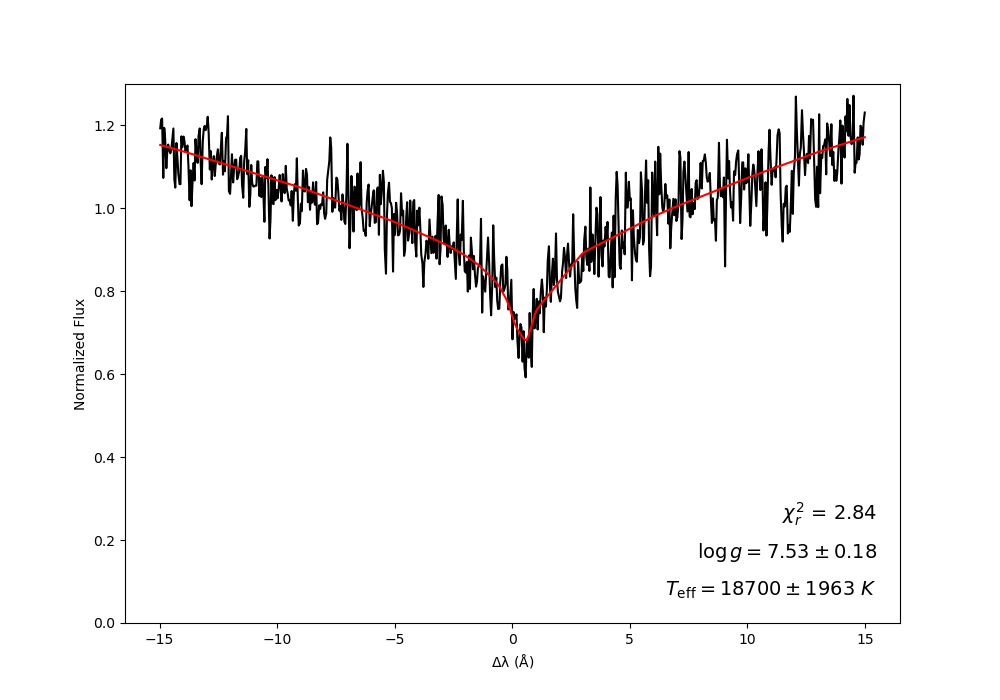 1.2
1.0
0.8
0.6
0.4
0.2
0.0
Normalized Flux
χ²ᵣ = 2.84
log g = 7.53 ± 0.18
T_eff = 18700 ± 1963 K
−15 −10 −5 0 5 10 15
Δλ (Å)